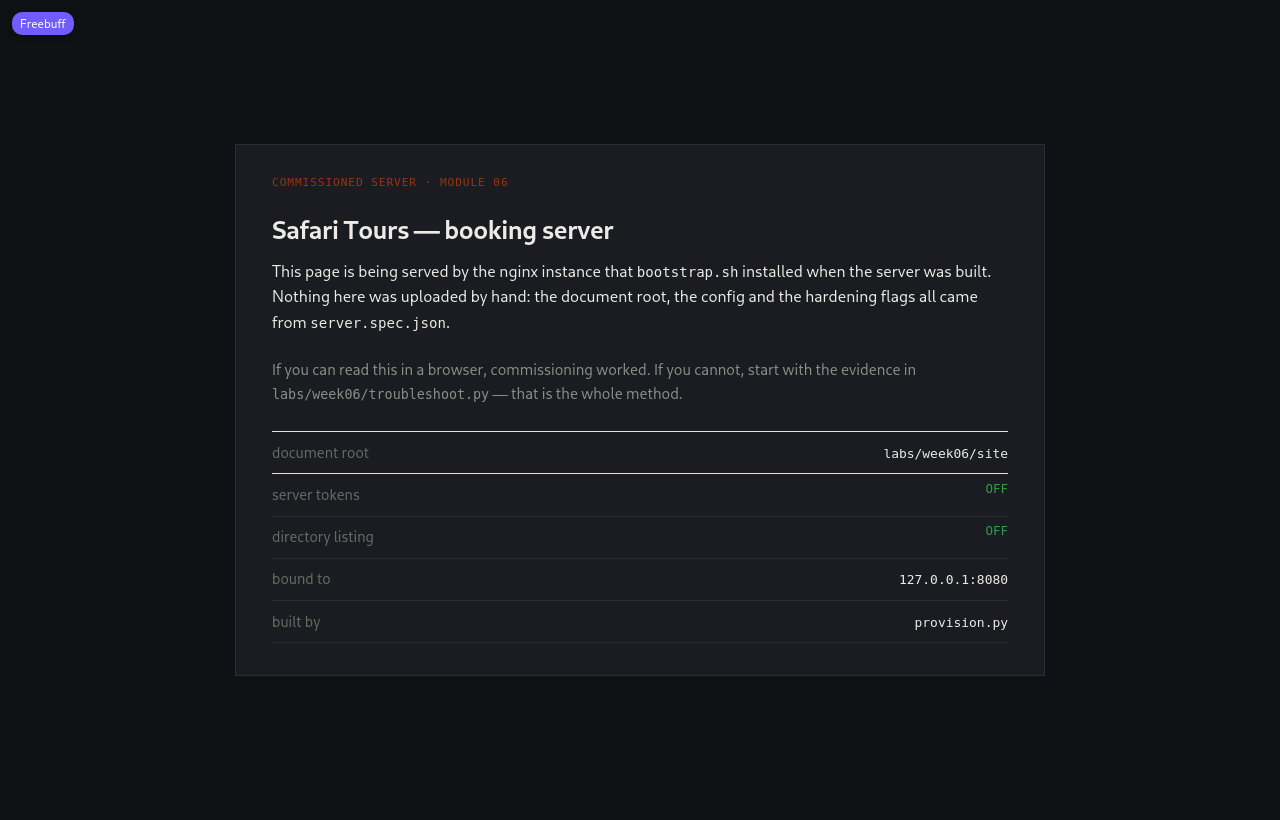 Freebuff
COMMISSIONED SERVER · MODULE 06
Safari Tours — booking server
This page is being served by the nginx instance that bootstrap.sh installed when the server was built.
Nothing here was uploaded by hand: the document root, the config and the hardening flags all came
from server.spec.json.
If you can read this in a browser, commissioning worked. If you cannot, start with the evidence in
labs/week06/troubleshoot.py — that is the whole method.
document root labs/week06/site
server tokens OFF
directory listing OFF
bound to 127.0.0.1:8080
built by provision.py